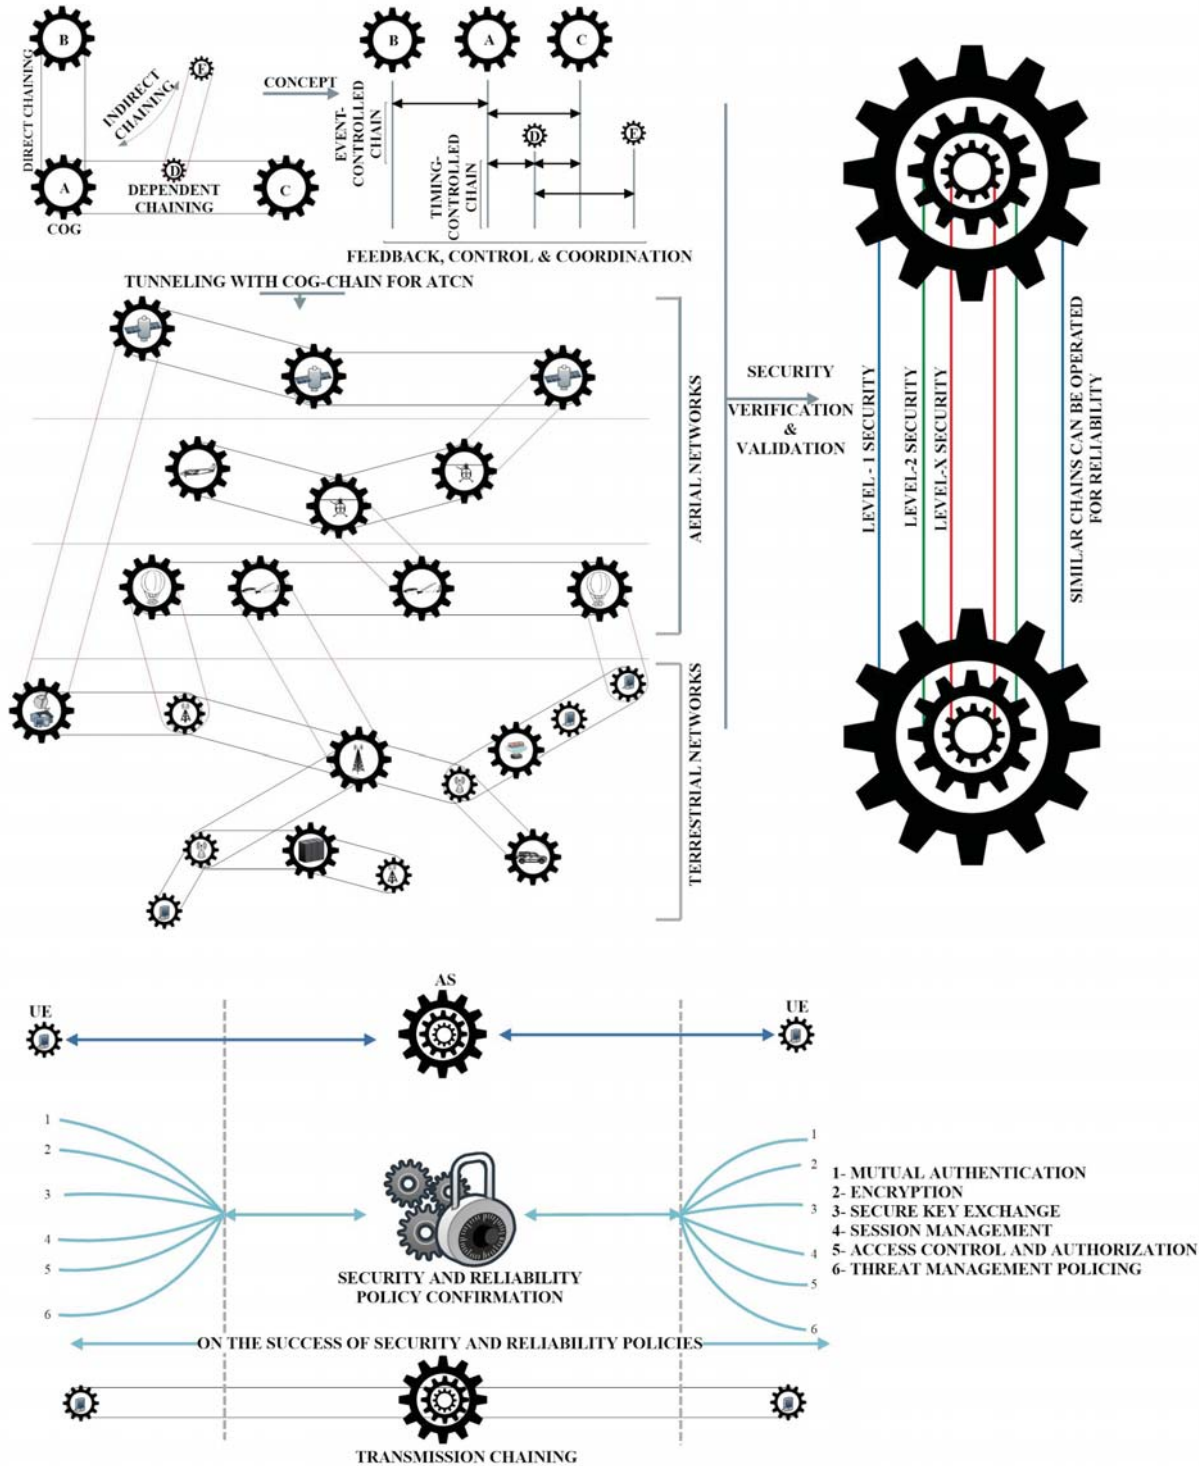 B
DIRECT CHAINING
INDIRECT
CHAINING
E
A
COG
D
DEPENDENT
CHAINING
C
CONCEPT
B
A
C
EVENT-
CONTROLLED
CHAIN
D
E
TIMING-
CONTROLLED
CHAIN
FEEDBACK, CONTROL & COORDINATION
TUNNELING WITH COG-CHAIN FOR ATCN
AERIAL NETWORKS
TERRESTRIAL NETWORKS
SECURITY
VERIFICATION
&
VALIDATION
LEVEL - 1 SECURITY
LEVEL-2 SECURITY
LEVEL-X SECURITY
SIMILAR CHAINS CAN BE OPERATED
FOR RELIABILITY
UE
AS
UE
1
2
3
4
5
6
SECURITY AND RELIABILITY
POLICY CONFIRMATION
1
2
3
4
5
6
1- MUTUAL AUTHENTICATION
2- ENCRYPTION
3- SECURE KEY EXCHANGE
4- SESSION MANAGEMENT
5- ACCESS CONTROL AND AUTHORIZATION
6- THREAT MANAGEMENT POLICING
ON THE SUCCESS OF SECURITY AND RELIABILITY POLICIES
TRANSMISSION CHAINING